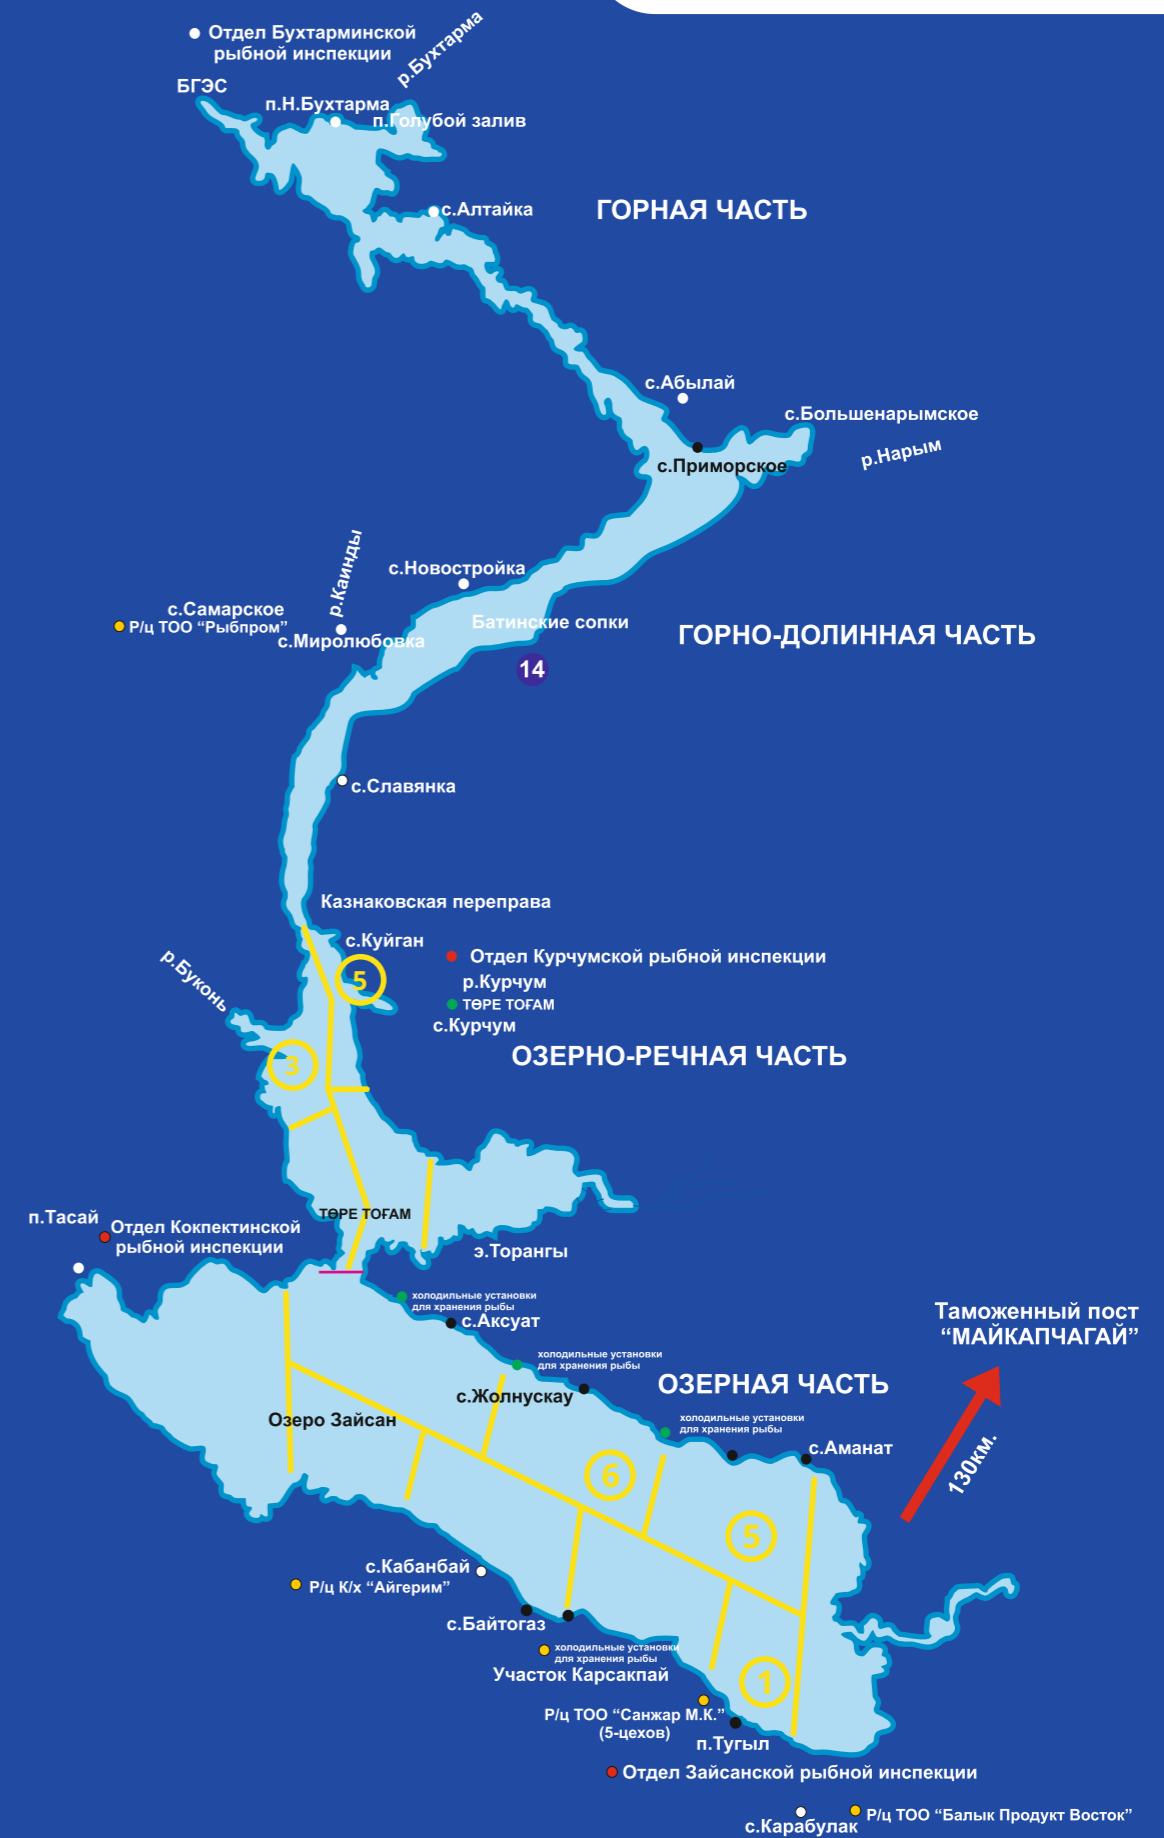 Отдел Бухтарминской
рыбной инспекции
р.Бухтарма
БГЭС
п.Н.Бухтарма
п.Голубой залив
с.Алтайка
ГОРНАЯ ЧАСТЬ
с.Абылай
с.Большенарымское
р.Нарым
с.Приморское
р.Каинды
с.Новостройка
с.Самарское
Р/ц ТОО “Рыбпром”
с.Миролюбовка
Батинские сопки
ГОРНО-ДОЛИННАЯ ЧАСТЬ
14
с.Славянка
Казнаковская переправа
с.Куйган
р.Буконь
5
Отдел Курчумской рыбной инспекции
р.Курчум
ТӨРЕ ТОҒАМ
с.Курчум
ОЗЕРНО-РЕЧНАЯ ЧАСТЬ
3
ТӨРЕ ТОҒАМ
п.Тасай
Отдел Кокпектинской
рыбной инспекции
э.Торангы
холодильные установки
для хранения рыбы
с.Аксуат
Таможенный пост
“МАЙКАПЧАГАЙ”
холодильные установки
для хранения рыбы
ОЗЕРНАЯ ЧАСТЬ
с.Жолнускау
Озеро Зайсан
холодильные установки
для хранения рыбы
с.Аманат
130км.
6
5
с.Кабанбай
Р/ц К/х “Айгерим”
с.Байтогаз
холодильные установки
для хранения рыбы
Участок Карсакпай
1
Р/ц ТОО “Санжар М.К.”
(5-цехов)
п.Тугыл
Отдел Зайсанской рыбной инспекции
Р/ц ТОО “Балык Продукт Восток”
с.Карабулак